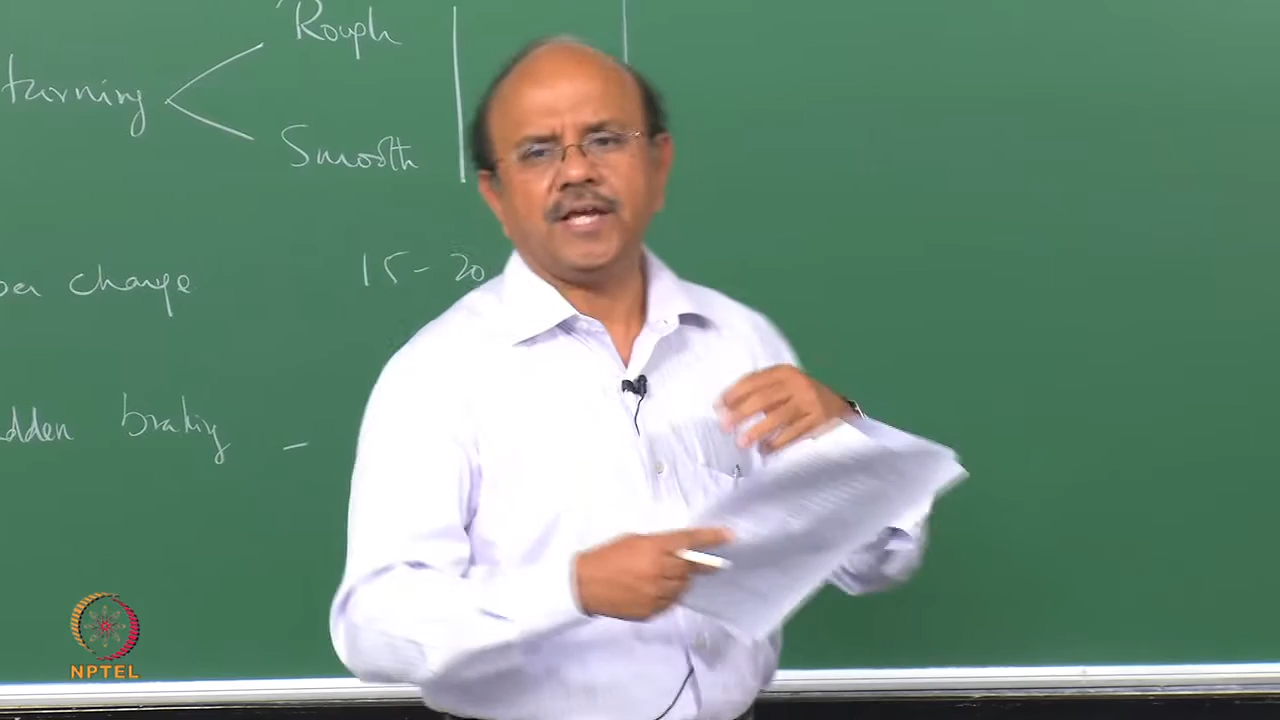 Rough
turning
Smooth
change 15-20
braking -
NPTEL